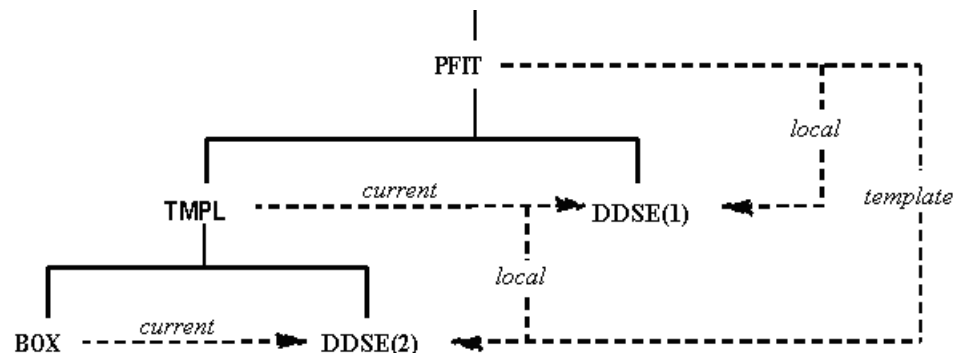 PFIT
local
current
template
TMPL
DDSE(1)
local
current
BOX
DDSE(2)